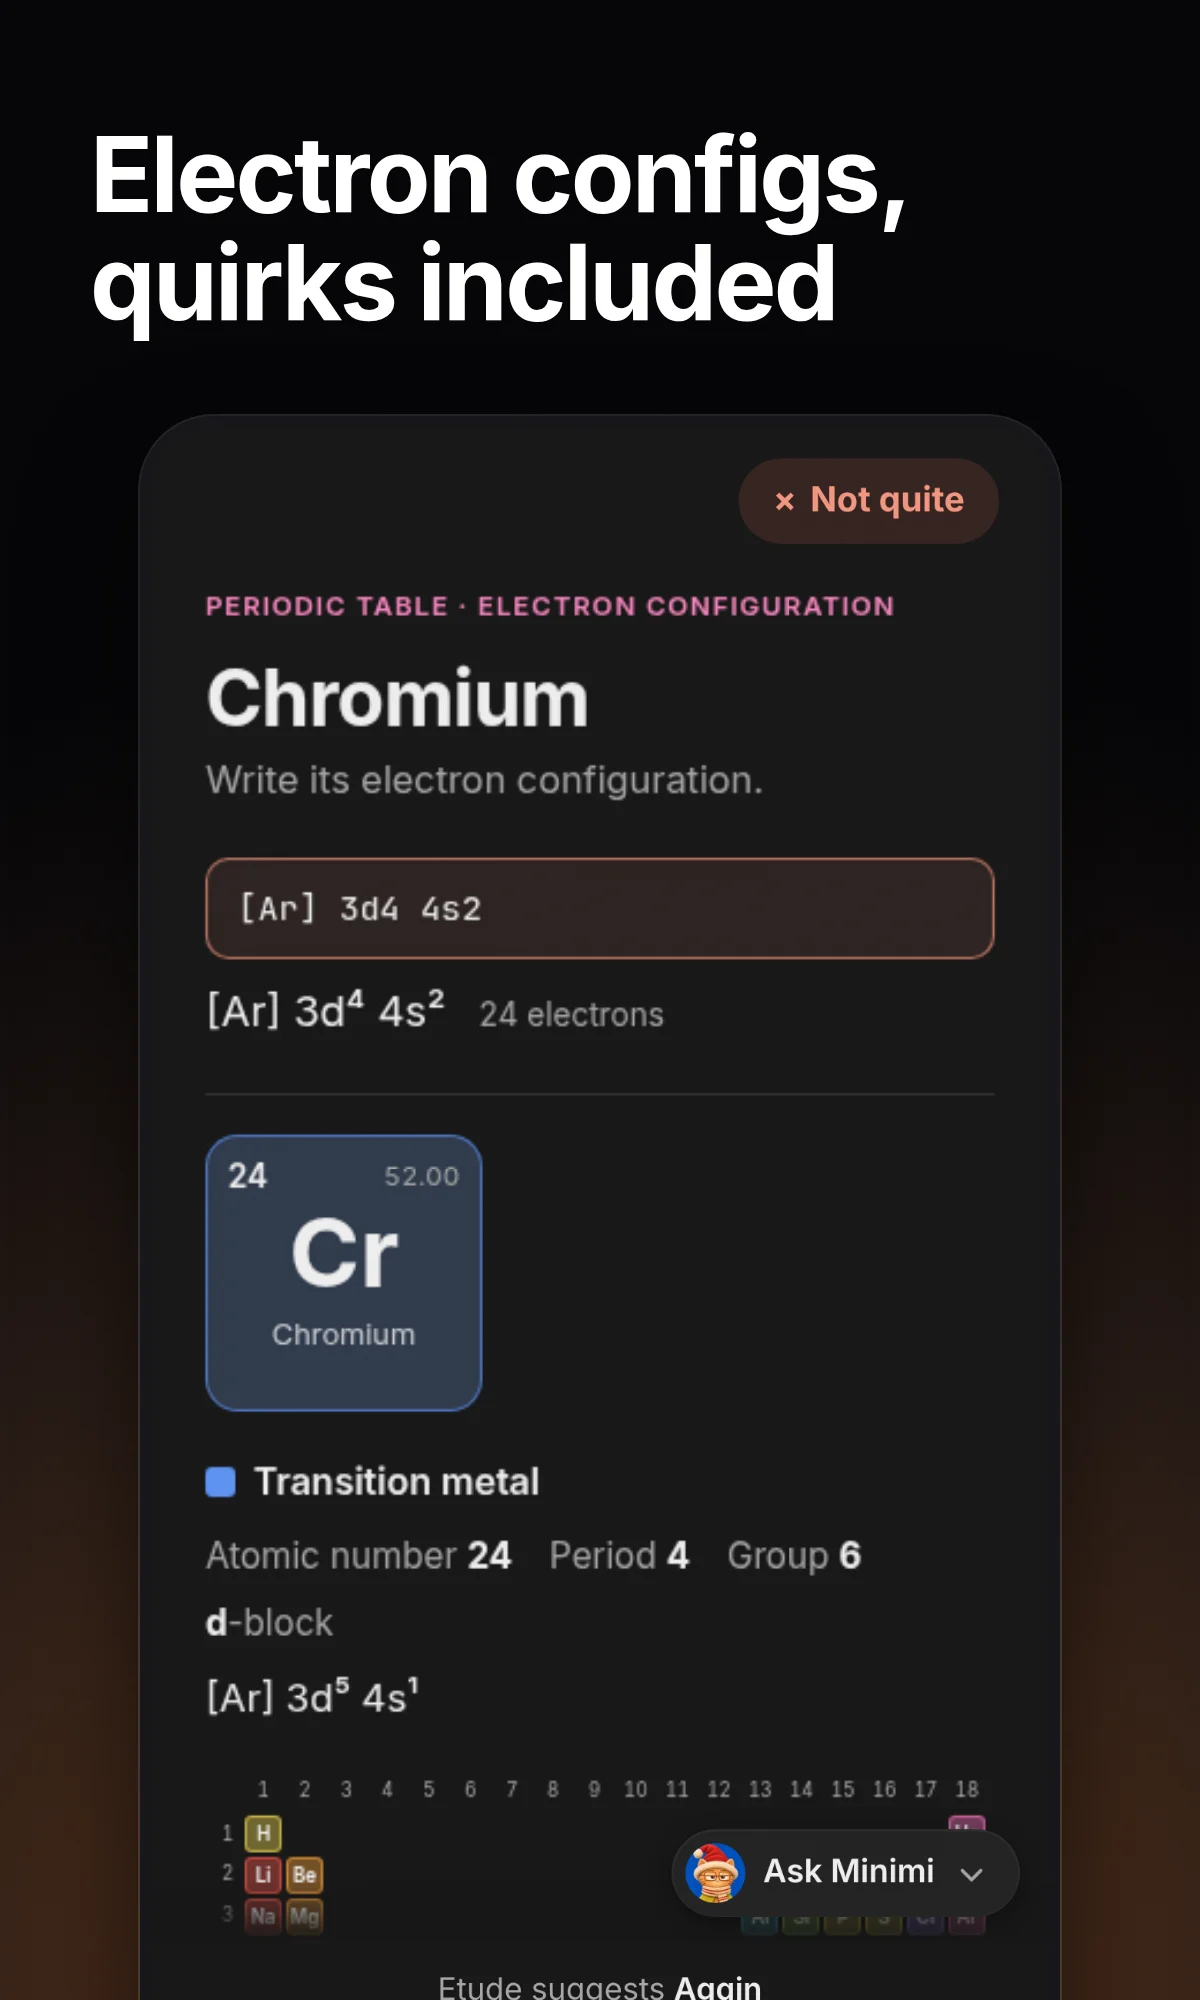 Electron configs,
quirks included
× Not quite
PERIODIC TABLE · ELECTRON CONFIGURATION
Chromium
Write its electron configuration.
[Ar] 3d4 4s2
[Ar] 3d⁴ 4s² 24 electrons
24 52.00
Cr
Chromium
Transition metal
Atomic number 24 Period 4 Group 6
d-block
[Ar] 3d⁵ 4s¹
1 2 3 4 5 6 7 8 9 10 11 12 13 14 15 16 17 18
1 H
2 Li Be
Ask Minimi
3 Na Mg
Etude suggests Again